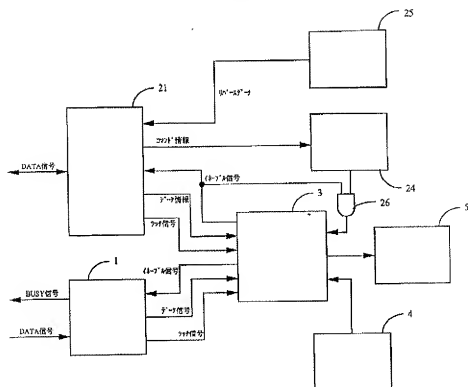 25
21
リバースデータ
コマンド情報
DATA信号
イネーブル信号
24
3
26
データ情報
ラッチ信号
5
1
イネーブル信号
BUSY信号
データ信号
4
DATA信号
ラッチ信号